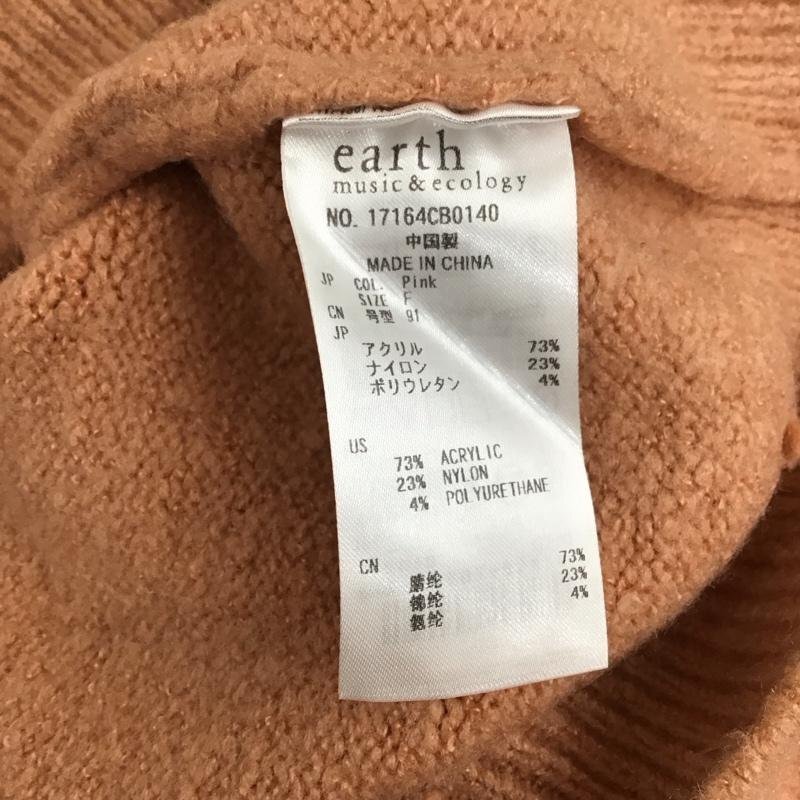 earth
music & ecology
NO. 17164CB0140
中国製
MADE IN CHINA
JP COL. Pink
SIZE F
CN 号型 91
JP
アクリル 73%
ナイロン 23%
ポリウレタン 4%
US
73% ACRYLIC
23% NYLON
4% POLYURETHANE
CN
腈纶 73%
锦纶 23%
氨纶 4%